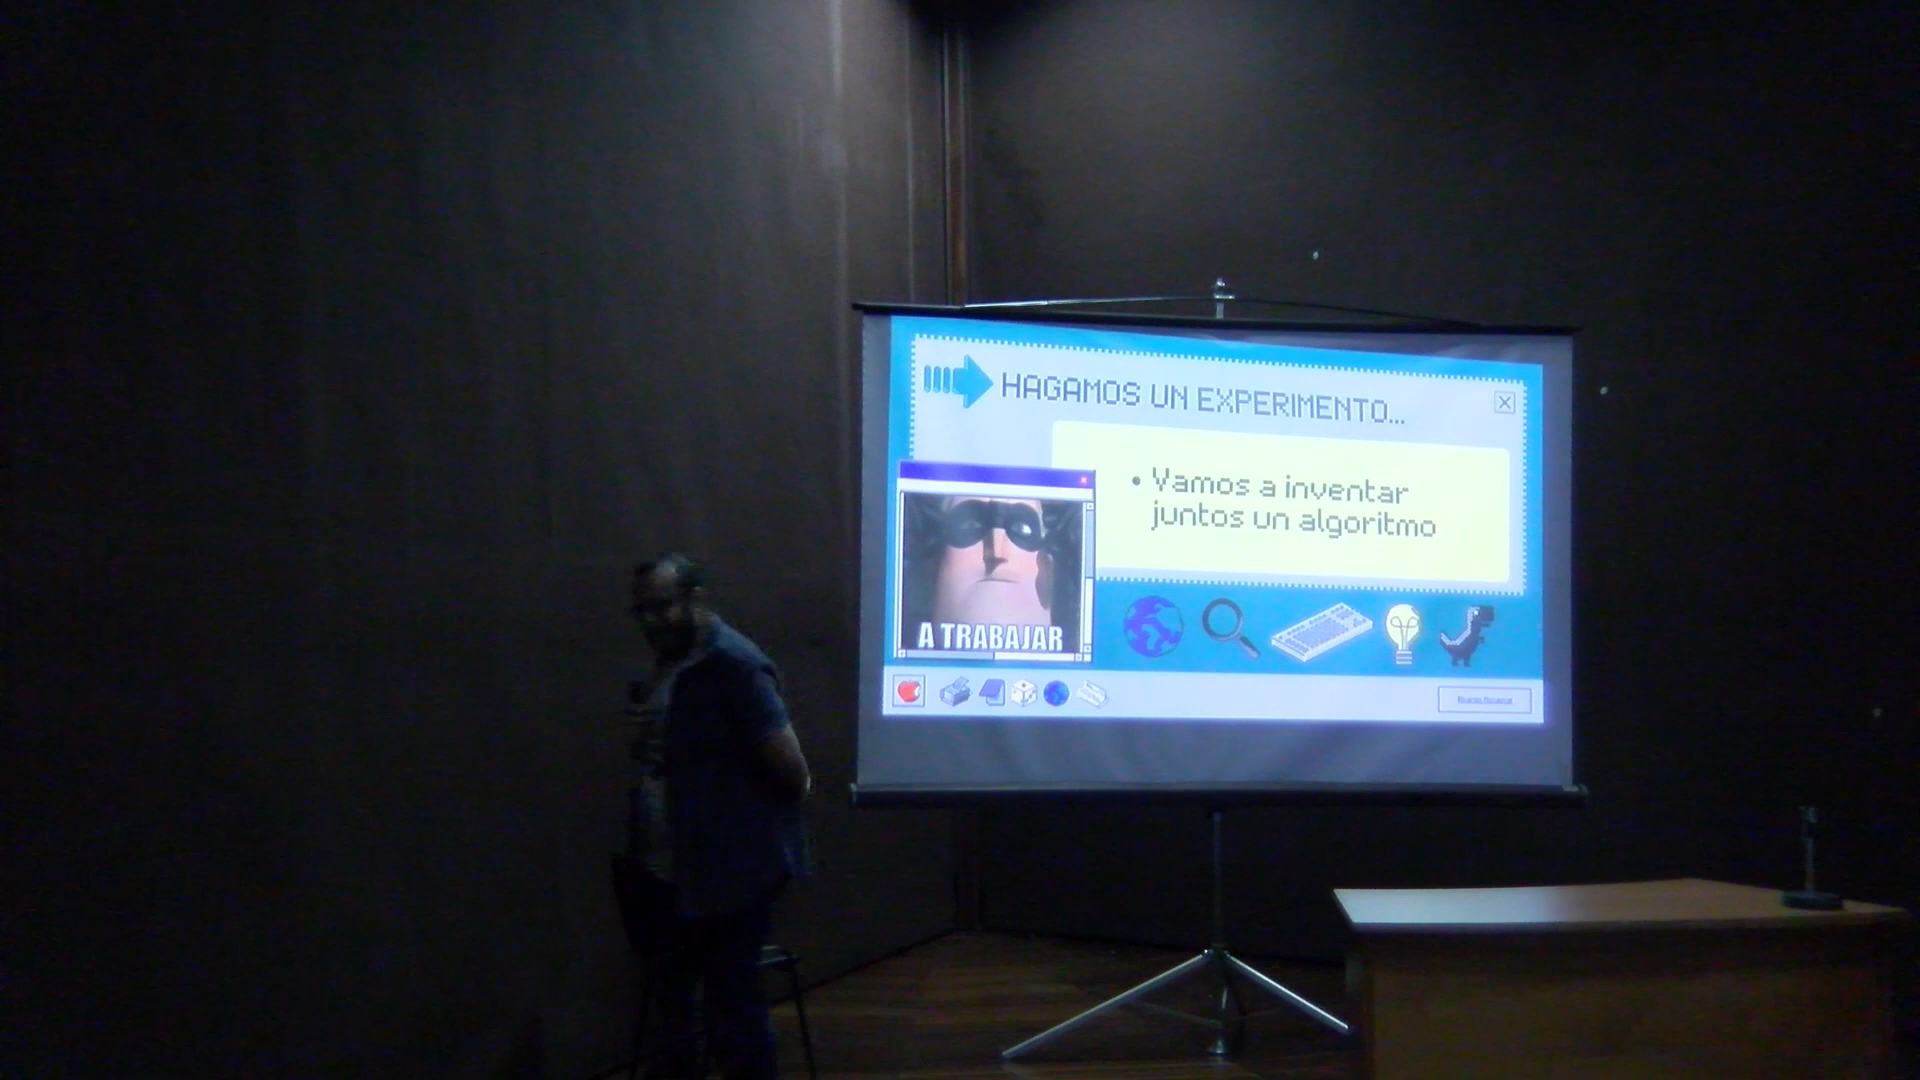 HAGAMOS UN EXPERIMENTO...
• Vamos a inventar
juntos un algoritmo
A TRABAJAR